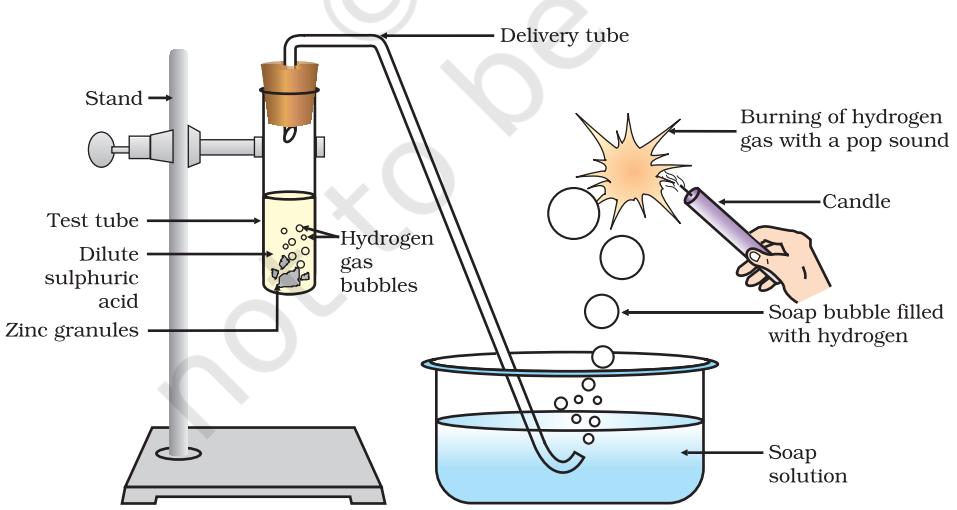 Delivery tube
Stand
Burning of hydrogen
gas with a pop sound
Candle
Test tube
Hydrogen
gas
bubbles
Dilute
sulphuric
acid
Zinc granules
Soap bubble filled
with hydrogen
Soap
solution
not to be